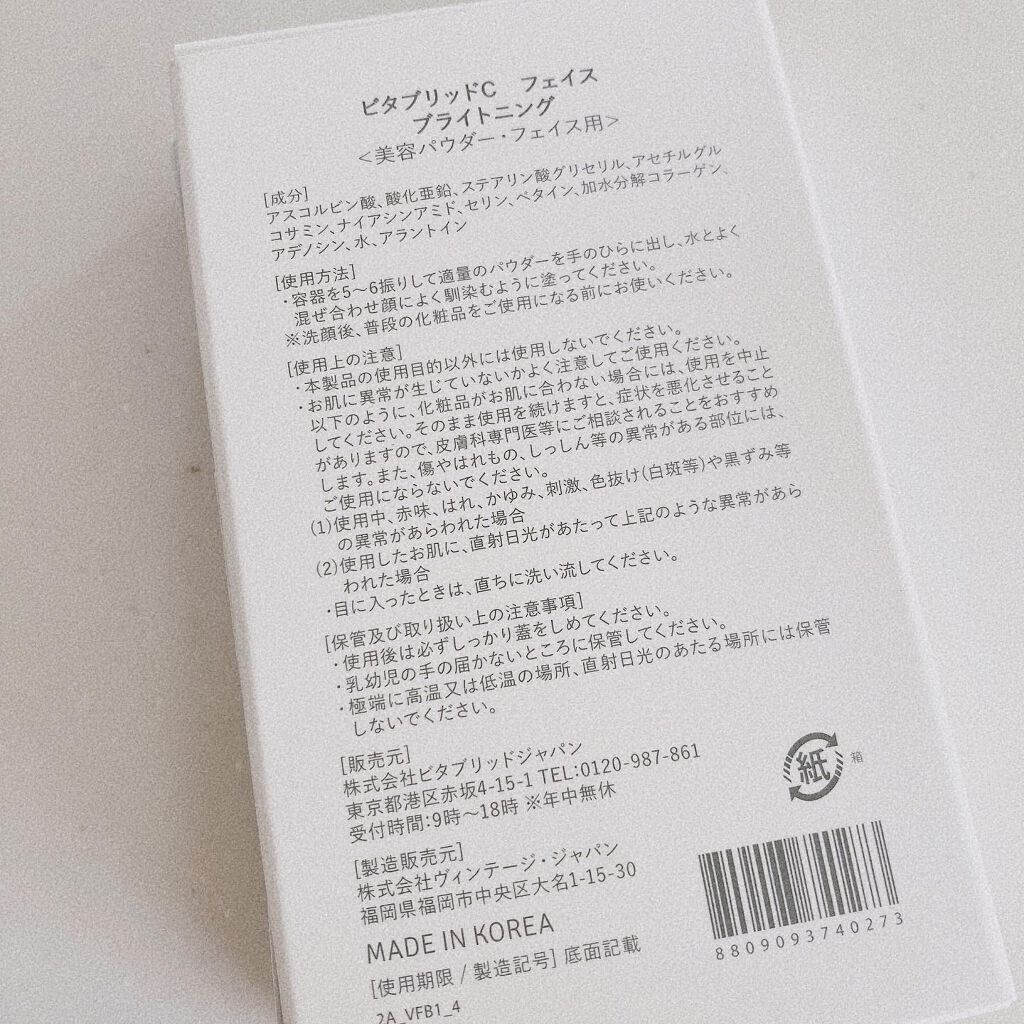 ビタブリッドC　フェイス
ブライトニング
＜美容パウダー・フェイス用＞
[成分]
アスコルビン酸、酸化亜鉛、ステアリン酸グリセリル、アセチルグル
コサミン、ナイアシンアミド、セリン、ベタイン、加水分解コラーゲン、
アデノシン、水、アラントイン
[使用方法]
・容器を5～6振りして適量のパウダーを手のひらに出し、水とよく
混ぜ合わせ顔によく馴染むように塗ってください。
※洗顔後、普段の化粧品をご使用になる前にお使いください。
[使用上の注意]
・本製品の使用目的以外には使用しないでください。
・お肌に異常が生じていないかよく注意してご使用ください。
以下のように、化粧品がお肌に合わない場合には、使用を中止
してください。そのまま使用を続けますと、症状を悪化させること
がありますので、皮膚科専門医等にご相談されることをおすすめ
します。また、傷やはれもの、しっしん等の異常がある部位には、
ご使用にならないでください。
(1)使用中、赤味、はれ、かゆみ、刺激、色抜け(白斑等)や黒ずみ等
の異常があらわれた場合
(2)使用したお肌に、直射日光があたって上記のような異常があら
われた場合
・目に入ったときは、直ちに洗い流してください。
[保管及び取り扱い上の注意事項]
・使用後は必ずしっかり蓋をしめてください。
・乳幼児の手の届かないところに保管してください。
・極端に高温又は低温の場所、直射日光のあたる場所には保管
しないでください。
[販売元]
株式会社ビタブリッドジャパン
東京都港区赤坂4-15-1 TEL:0120-987-861
受付時間:9時～18時 ※年中無休
紙
箱
[製造販売元]
株式会社ヴィンテージ・ジャパン
福岡県福岡市中央区大名1-15-30
MADE IN KOREA
[使用期限 / 製造記号] 底面記載
2A_VFB1_4
8809093740273